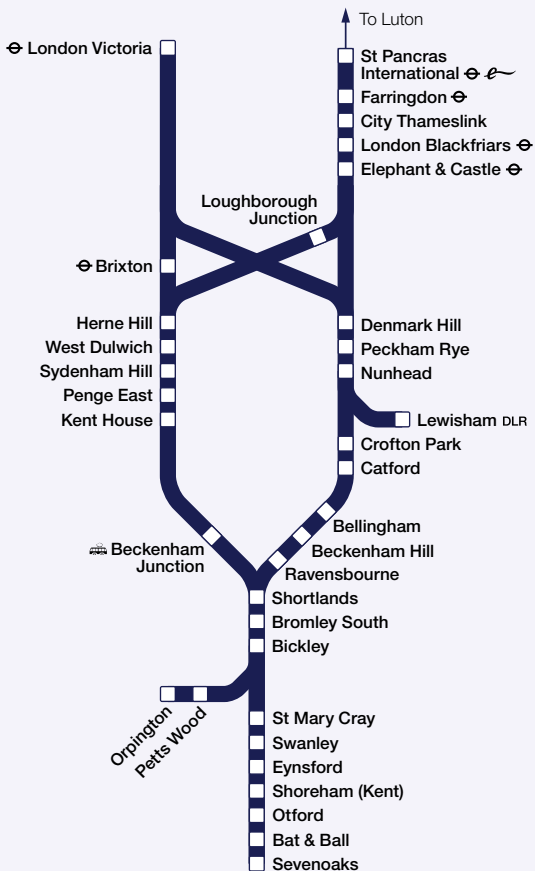 To Luton
London Victoria
St Pancras
International
Farringdon
City Thameslink
London Blackfriars
Elephant & Castle
Loughborough
Junction
Brixton
Herne Hill
West Dulwich
Sydenham Hill
Penge East
Kent House
Denmark Hill
Peckham Rye
Nunhead
Lewisham DLR
Crofton Park
Catford
Bellingham
Beckenham Hill
Ravensbourne
Beckenham
Junction
Shortlands
Bromley South
Bickley
Orpington
Petts Wood
St Mary Cray
Swanley
Eynsford
Shoreham (Kent)
Otford
Bat & Ball
Sevenoaks